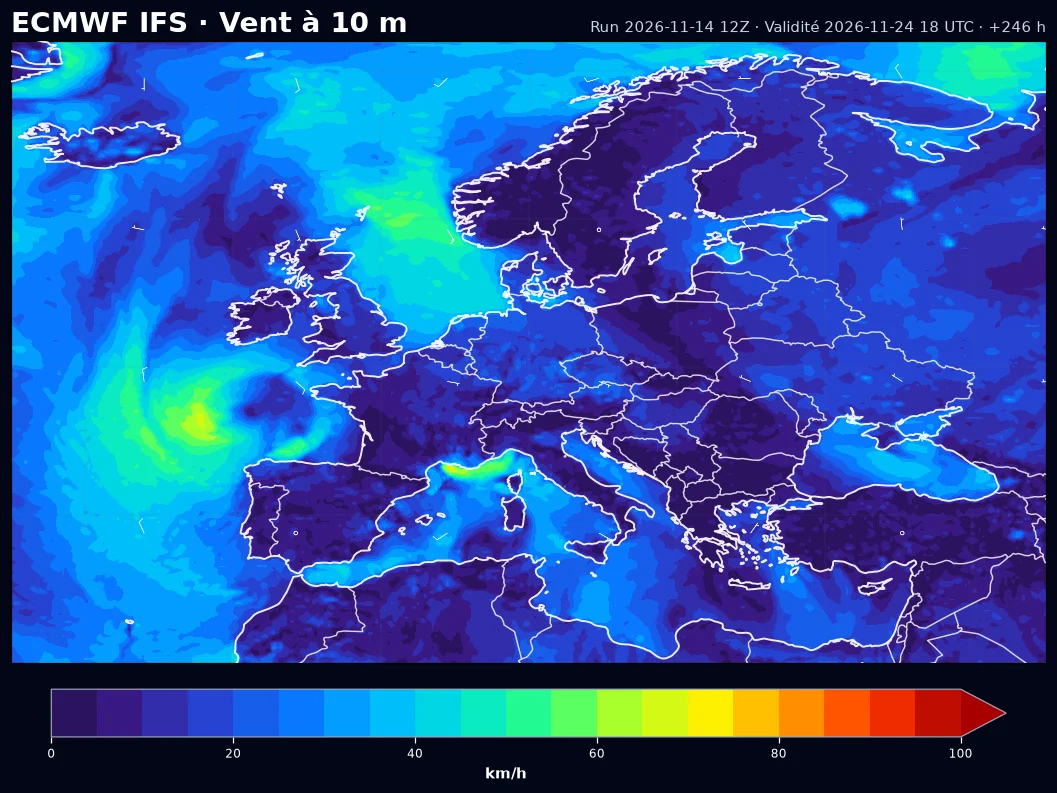 ECMWF IFS · Vent à 10 m
Run 2026-11-14 12Z · Validité 2026-11-24 18 UTC · +246 h
0 20 40 60 80 100
km/h